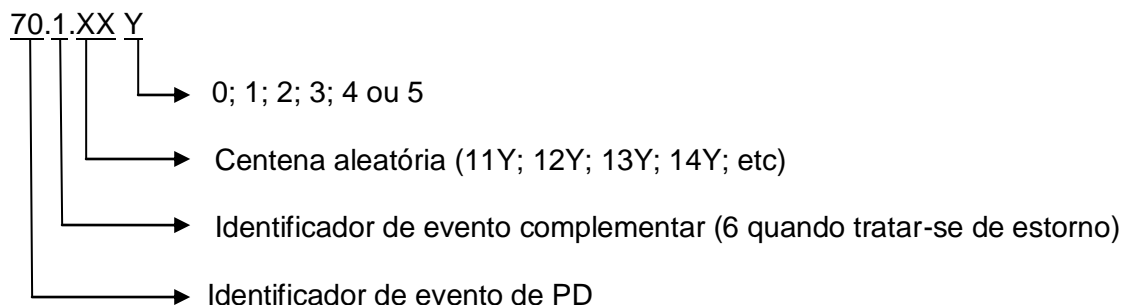 70.1.XX Y
0; 1; 2; 3; 4 ou 5
Centena aleatória (11Y; 12Y; 13Y; 14Y; etc)
Identificador de evento complementar (6 quando tratar-se de estorno)
Identificador de evento de PD